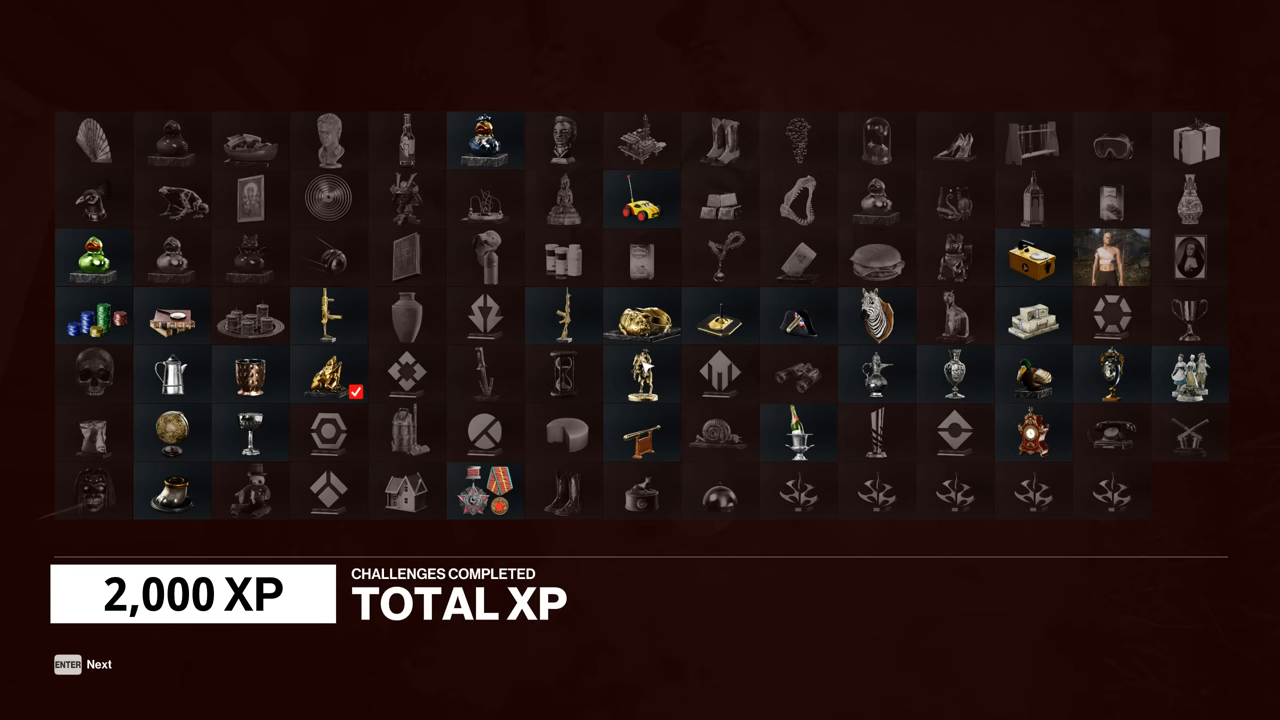 2,000 XP
CHALLENGES COMPLETED
TOTAL XP
ENTER Next